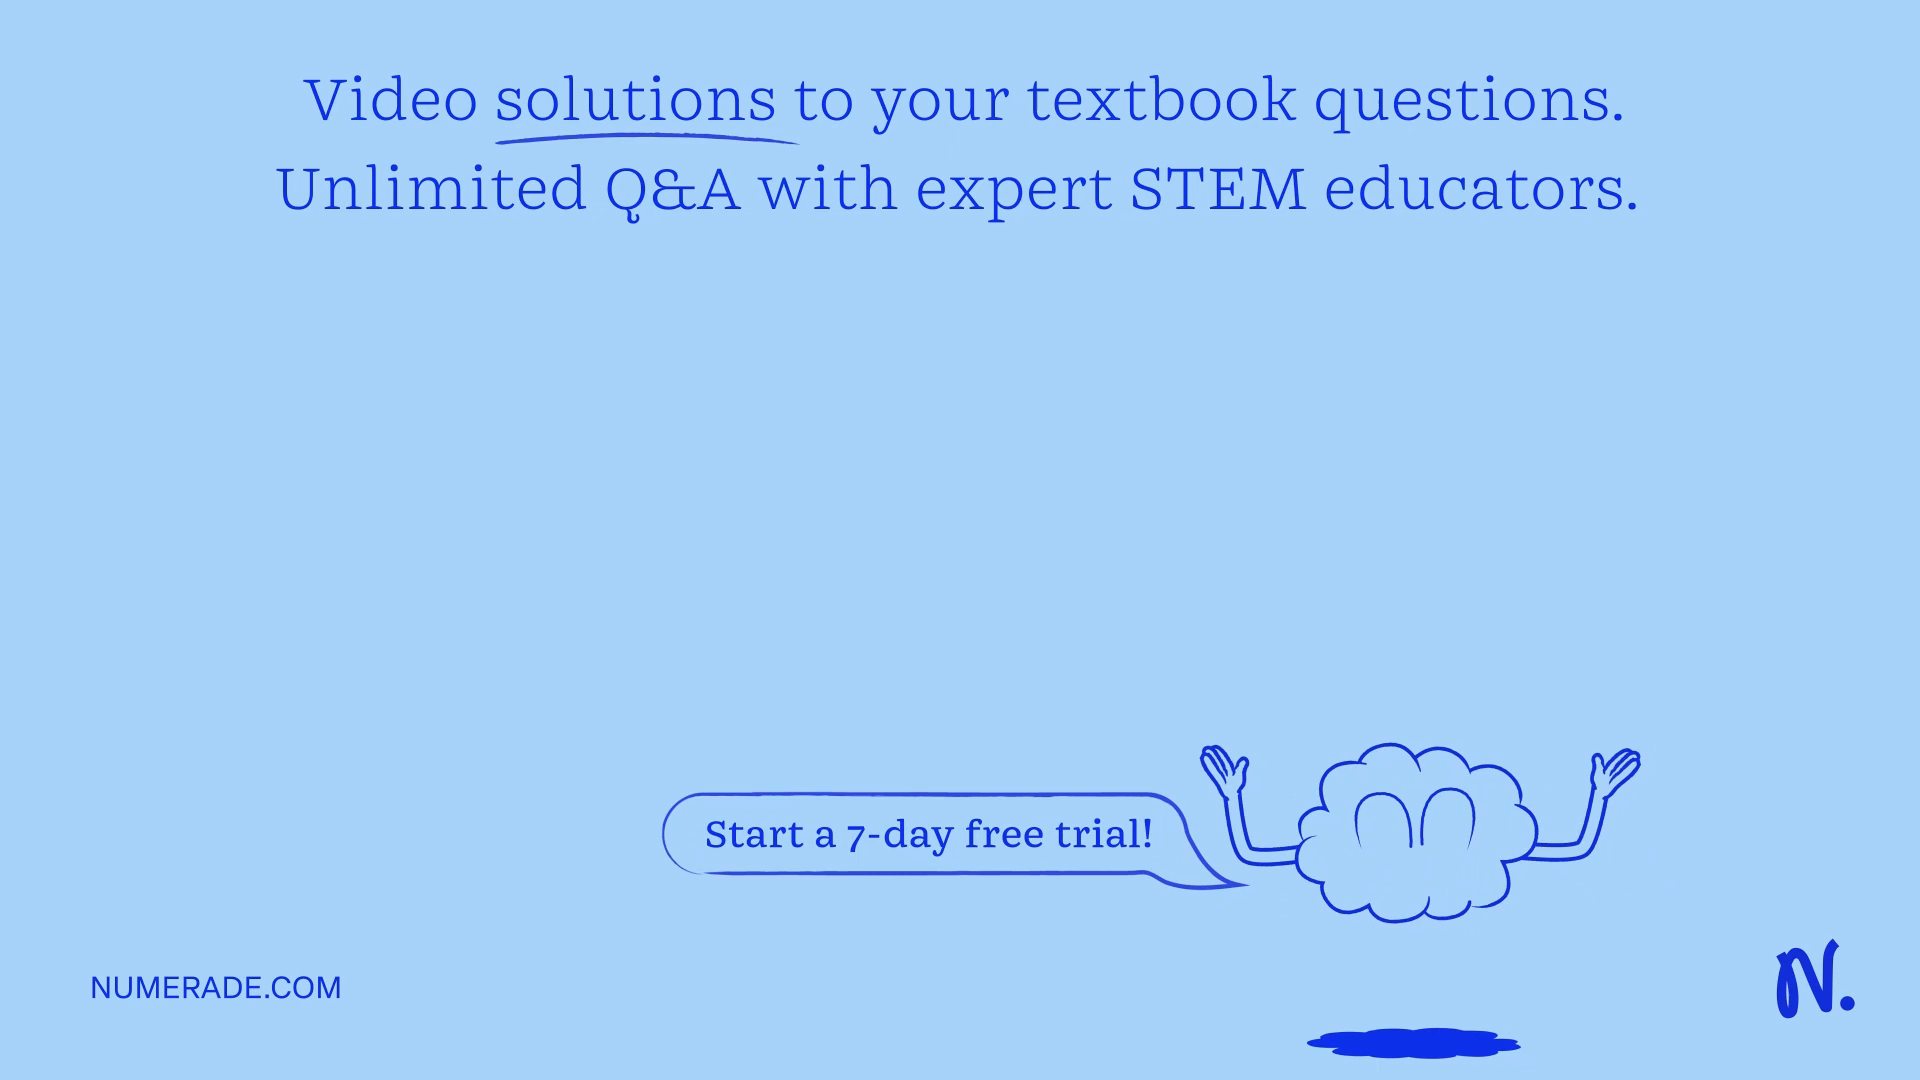 Video solutions to your textbook questions.
Unlimited Q&A with expert STEM educators.
Start a 7-day free trial!
NUMERADE.COM
N.